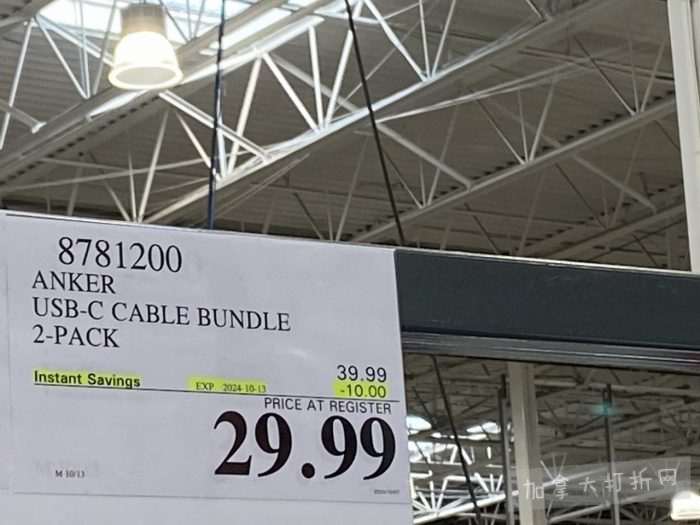 8781200
ANKER
USB-C CABLE BUNDLE
2-PACK
39.99
Instant Savings EXP 2024-10-13 -10.00
PRICE AT REGISTER
29.99
M 10/13
加拿大打折网